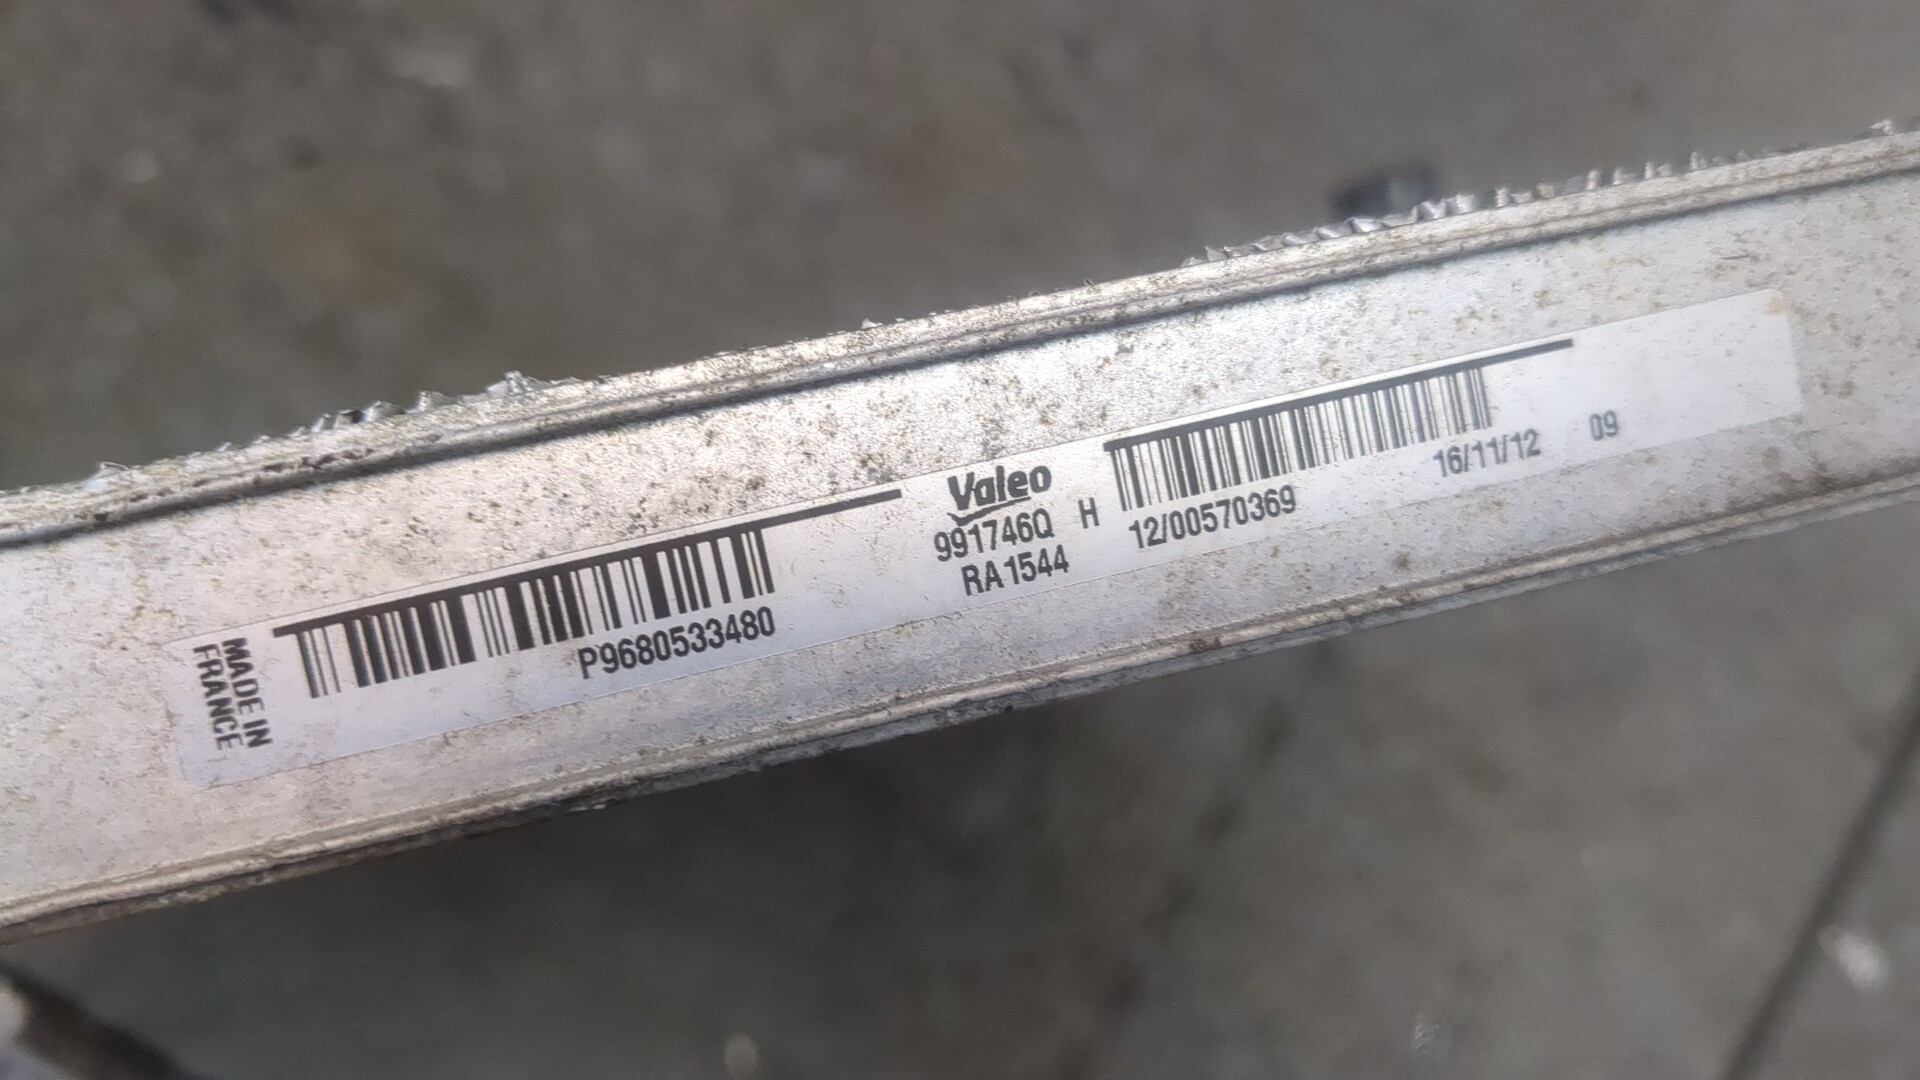 MADE IN
FRANCE
P9680533480
Valeo
991746Q H
RA1544
12/00570369
16/11/12
09